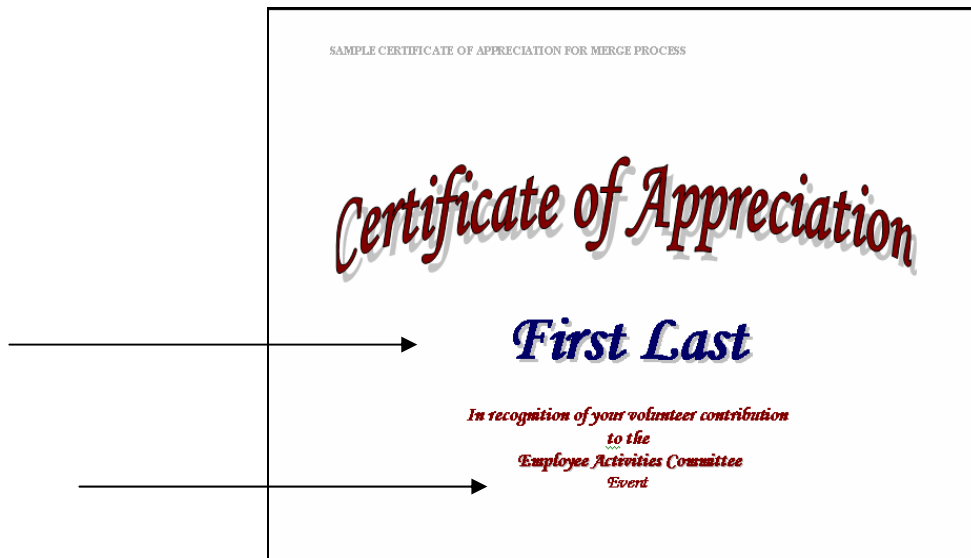 SAMPLE CERTIFICATE OF APPRECIATION FOR MERGE PROCESS
Certificate of Appreciation
First Last
In recognition of your volunteer contribution
to the
Employee Activities Committee
Event